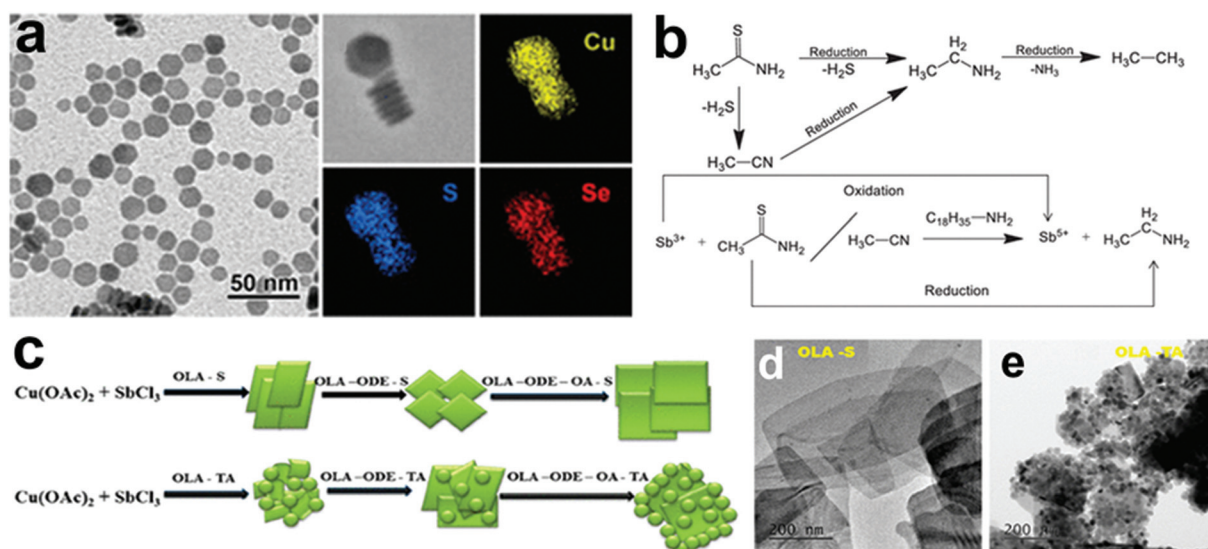 a
50 nm
Cu
S
Se
b
S
H₃C NH₂
Reduction
-H₂S
H₂
H₃C C NH₂
Reduction
-NH₃
H₃C—CH₃
-H₂S
Reduction
H₃C—CN
Oxidation
Sb³⁺ +
S
CH₃ NH₂
H₃C—CN
C₁₈H₃₅—NH₂
Sb⁵⁺ +
H₂
H₃C C NH₂
Reduction
c
Cu(OAc)₂ + SbCl₃
OLA - S
OLA –ODE - S
OLA –ODE–OA - S
Cu(OAc)₂ + SbCl₃
OLA - TA
OLA–ODE - TA
OLA –ODE– OA - TA
d
OLA -S
200 nm
e
OLA -TA
200